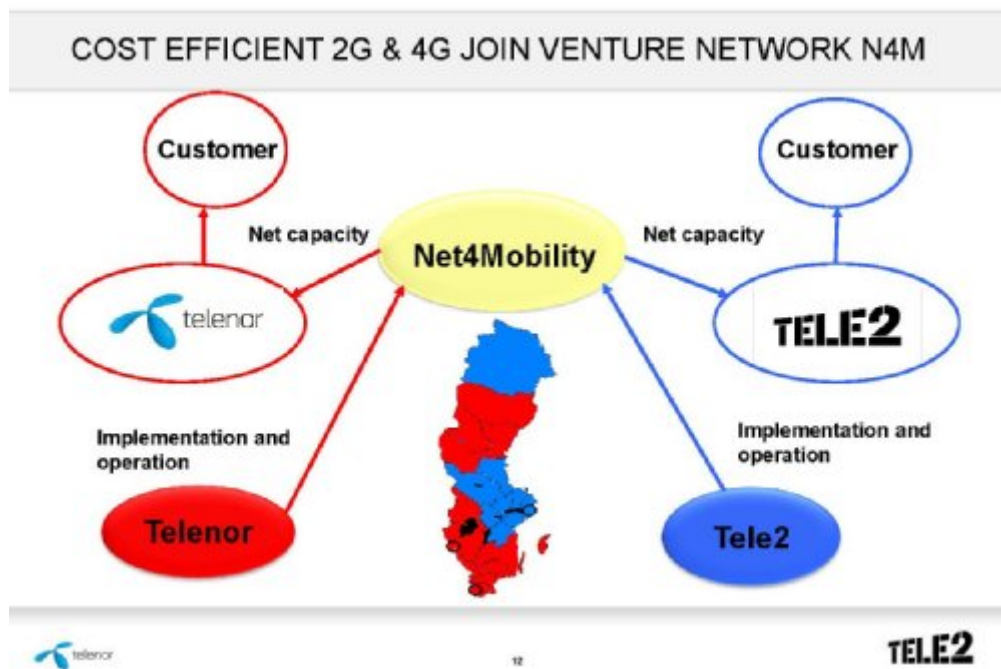 COST EFFICIENT 2G & 4G JOIN VENTURE NETWORK N4M
Customer
Customer
Net capacity
Net4Mobility
Net capacity
telenor
TELE2
Implementation and
operation
Implementation and
operation
Telenor
Tele2
telenor
12
TELE2